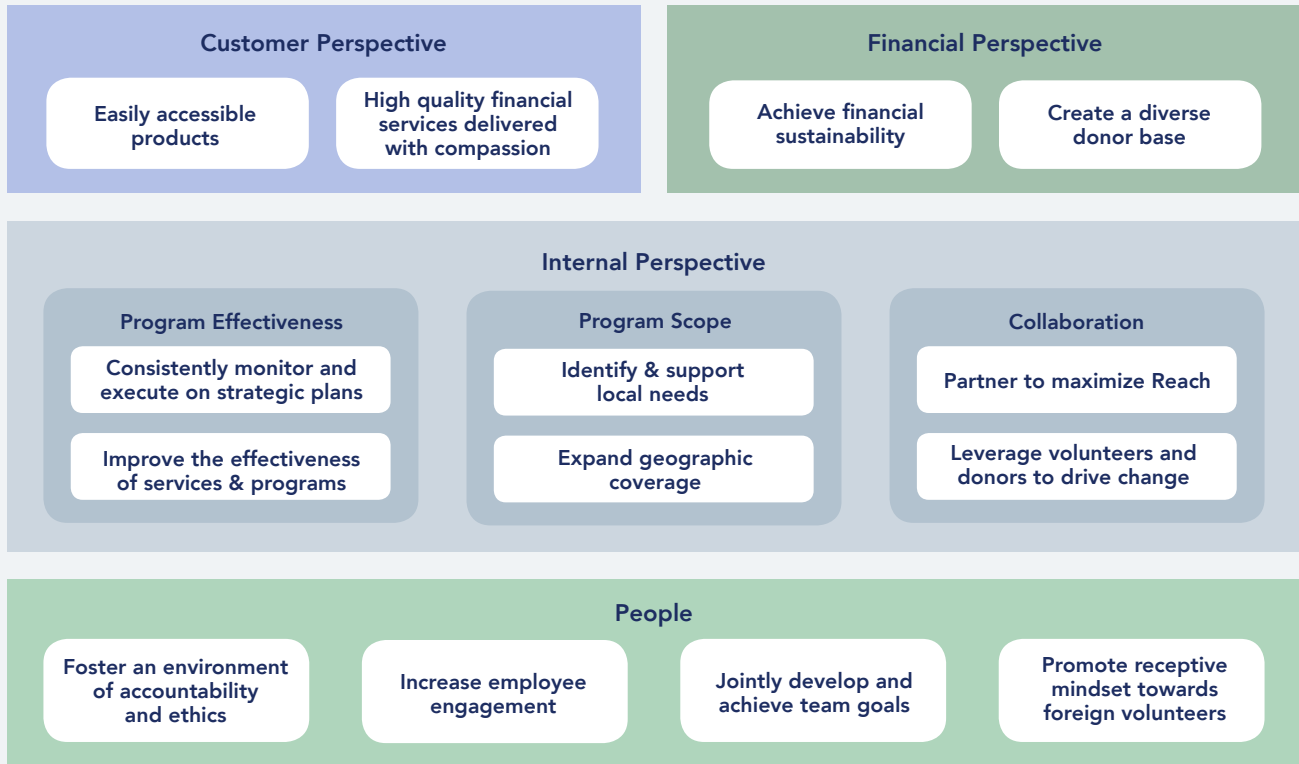 Customer Perspective
Easily accessible
products
High quality financial
services delivered
with compassion
Financial Perspective
Achieve financial
sustainability
Create a diverse
donor base
Internal Perspective
Program Effectiveness
Consistently monitor and
execute on strategic plans
Improve the effectiveness
of services & programs
Program Scope
Identify & support
local needs
Expand geographic
coverage
Collaboration
Partner to maximize Reach
Leverage volunteers and
donors to drive change
People
Foster an environment
of accountability
and ethics
Increase employee
engagement
Jointly develop and
achieve team goals
Promote receptive
mindset towards
foreign volunteers